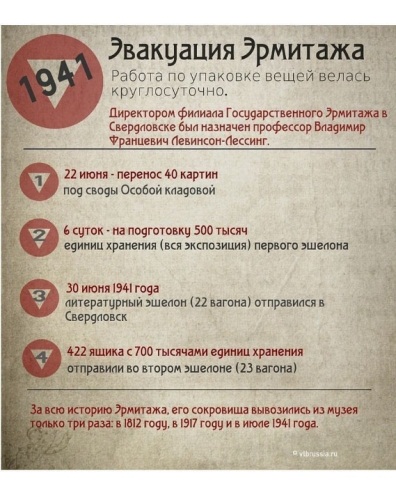 1941
Эвакуация Эрмитажа
Работа по упаковке вещей велась
круглосуточно.
Директором филиала Государственного Эрмитажа в
Свердловске был назначен профессор Владимир
Францевич Левинсон-Лессинг.
1
22 июня - перенос 40 картин
под своды Особой кладовой
2
6 суток - на подготовку 500 тысяч
единиц хранения (вся экспозиция) первого эшелона
3
30 июня 1941 года
литературный эшелон (22 вагона) отправился в
Свердловск
4
422 ящика с 700 тысячами единиц хранения
отправили во втором эшелоне (23 вагона)
За всю историю Эрмитажа, его сокровища вывозились из музея
только три раза: в 1812 году, в 1917 году и в июле 1941 года.
© vtbrussia.ru